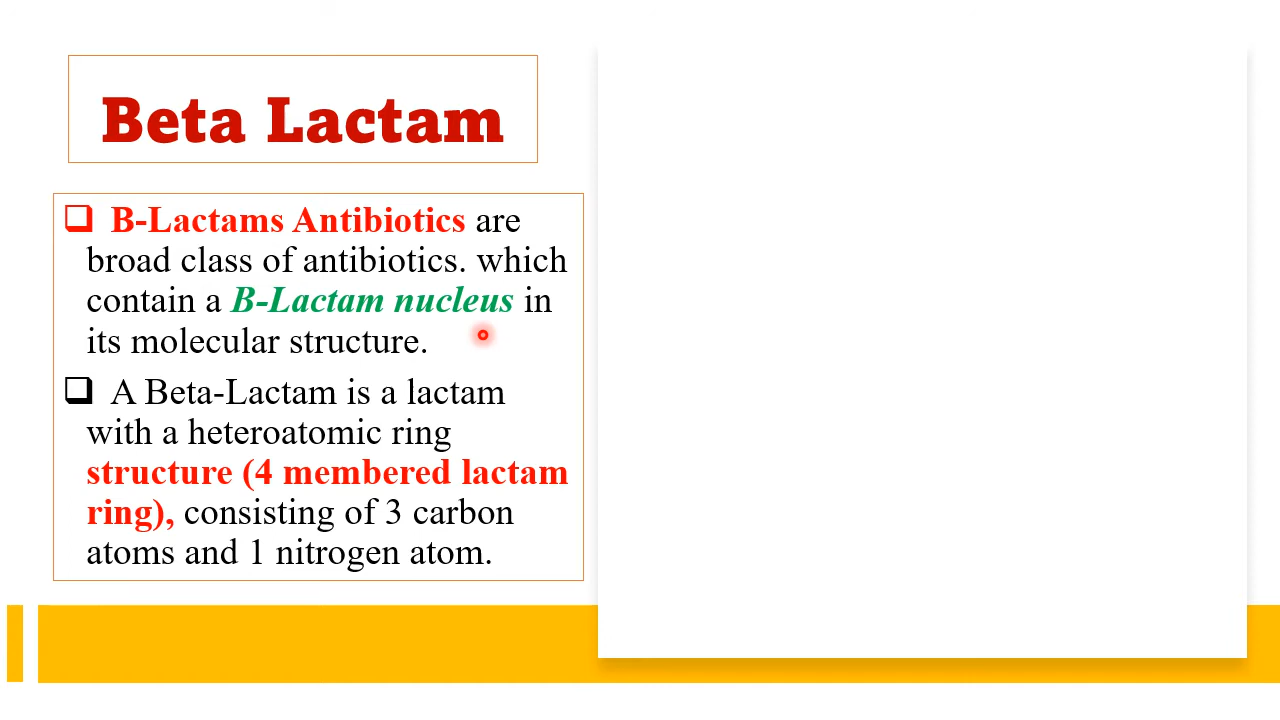 Beta Lactam
❑ B-Lactams Antibiotics are
broad class of antibiotics. which
contain a B-Lactam nucleus in
its molecular structure.
❑ A Beta-Lactam is a lactam
with a heteroatomic ring
structure (4 membered lactam
ring), consisting of 3 carbon
atoms and 1 nitrogen atom.